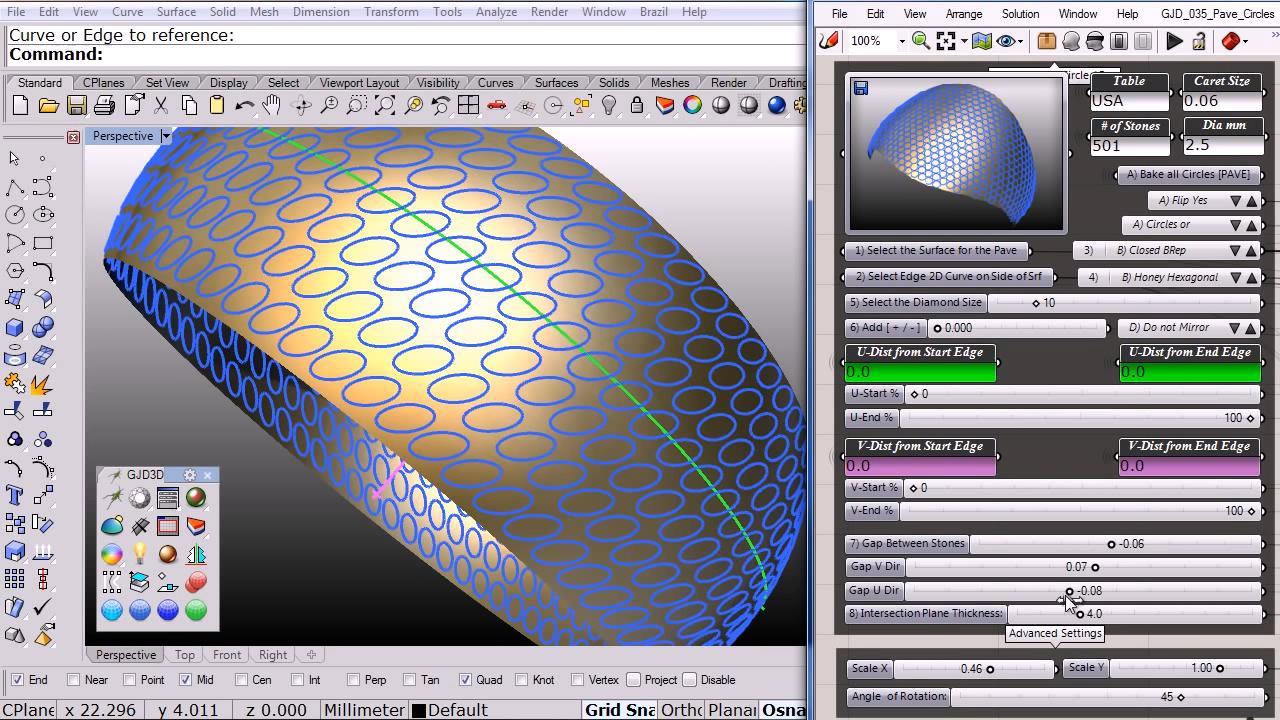 File Edit View Curve Surface Solid Mesh Dimension Transform Tools Analyze Render Window Brazil Help
Curve or Edge to reference:
Command:
Standard CPlanes Set View Display Select Viewport Layout Visibility Curves Surfaces Solids Meshes Render Drafting
Perspective
GJD3D
Perspective Top Front Right
End Near Point Mid Cen Int Perp Tan Quad Knot Vertex Project Disable
CPlane x 22.296 y 4.011 z 0.000 Millimeter Default Grid Sna Ortho Planar Osna
File Edit View Arrange Solution Window Help GJD_035_Pave_Circles
100%
Table Caret Size
USA 0.06
# of Stones Dia mm
501 2.5
A) Bake all Circles [PAVE]
A) Flip Yes
A) Circles or
1) Select the Surface for the Pave 3) B) Closed BRep
2) Select Edge 2D Curve on Side of Srf 4) B) Honey Hexagonal
5) Select the Diamond Size 10
6) Add [ + / - ] 0.000 D) Do not Mirror
U-Dist from Start Edge U-Dist from End Edge
0.0 0.0
U-Start % 0
U-End % 100
V-Dist from Start Edge V-Dist from End Edge
0.0 0.0
V-Start % 0
V-End % 100
7) Gap Between Stones -0.06
Gap V Dir 0.07
Gap U Dir -0.08
8) Intersection Plane Thickness: 4.0
Advanced Settings
Scale X 0.46 Scale Y 1.00
Angle of Rotation: 45